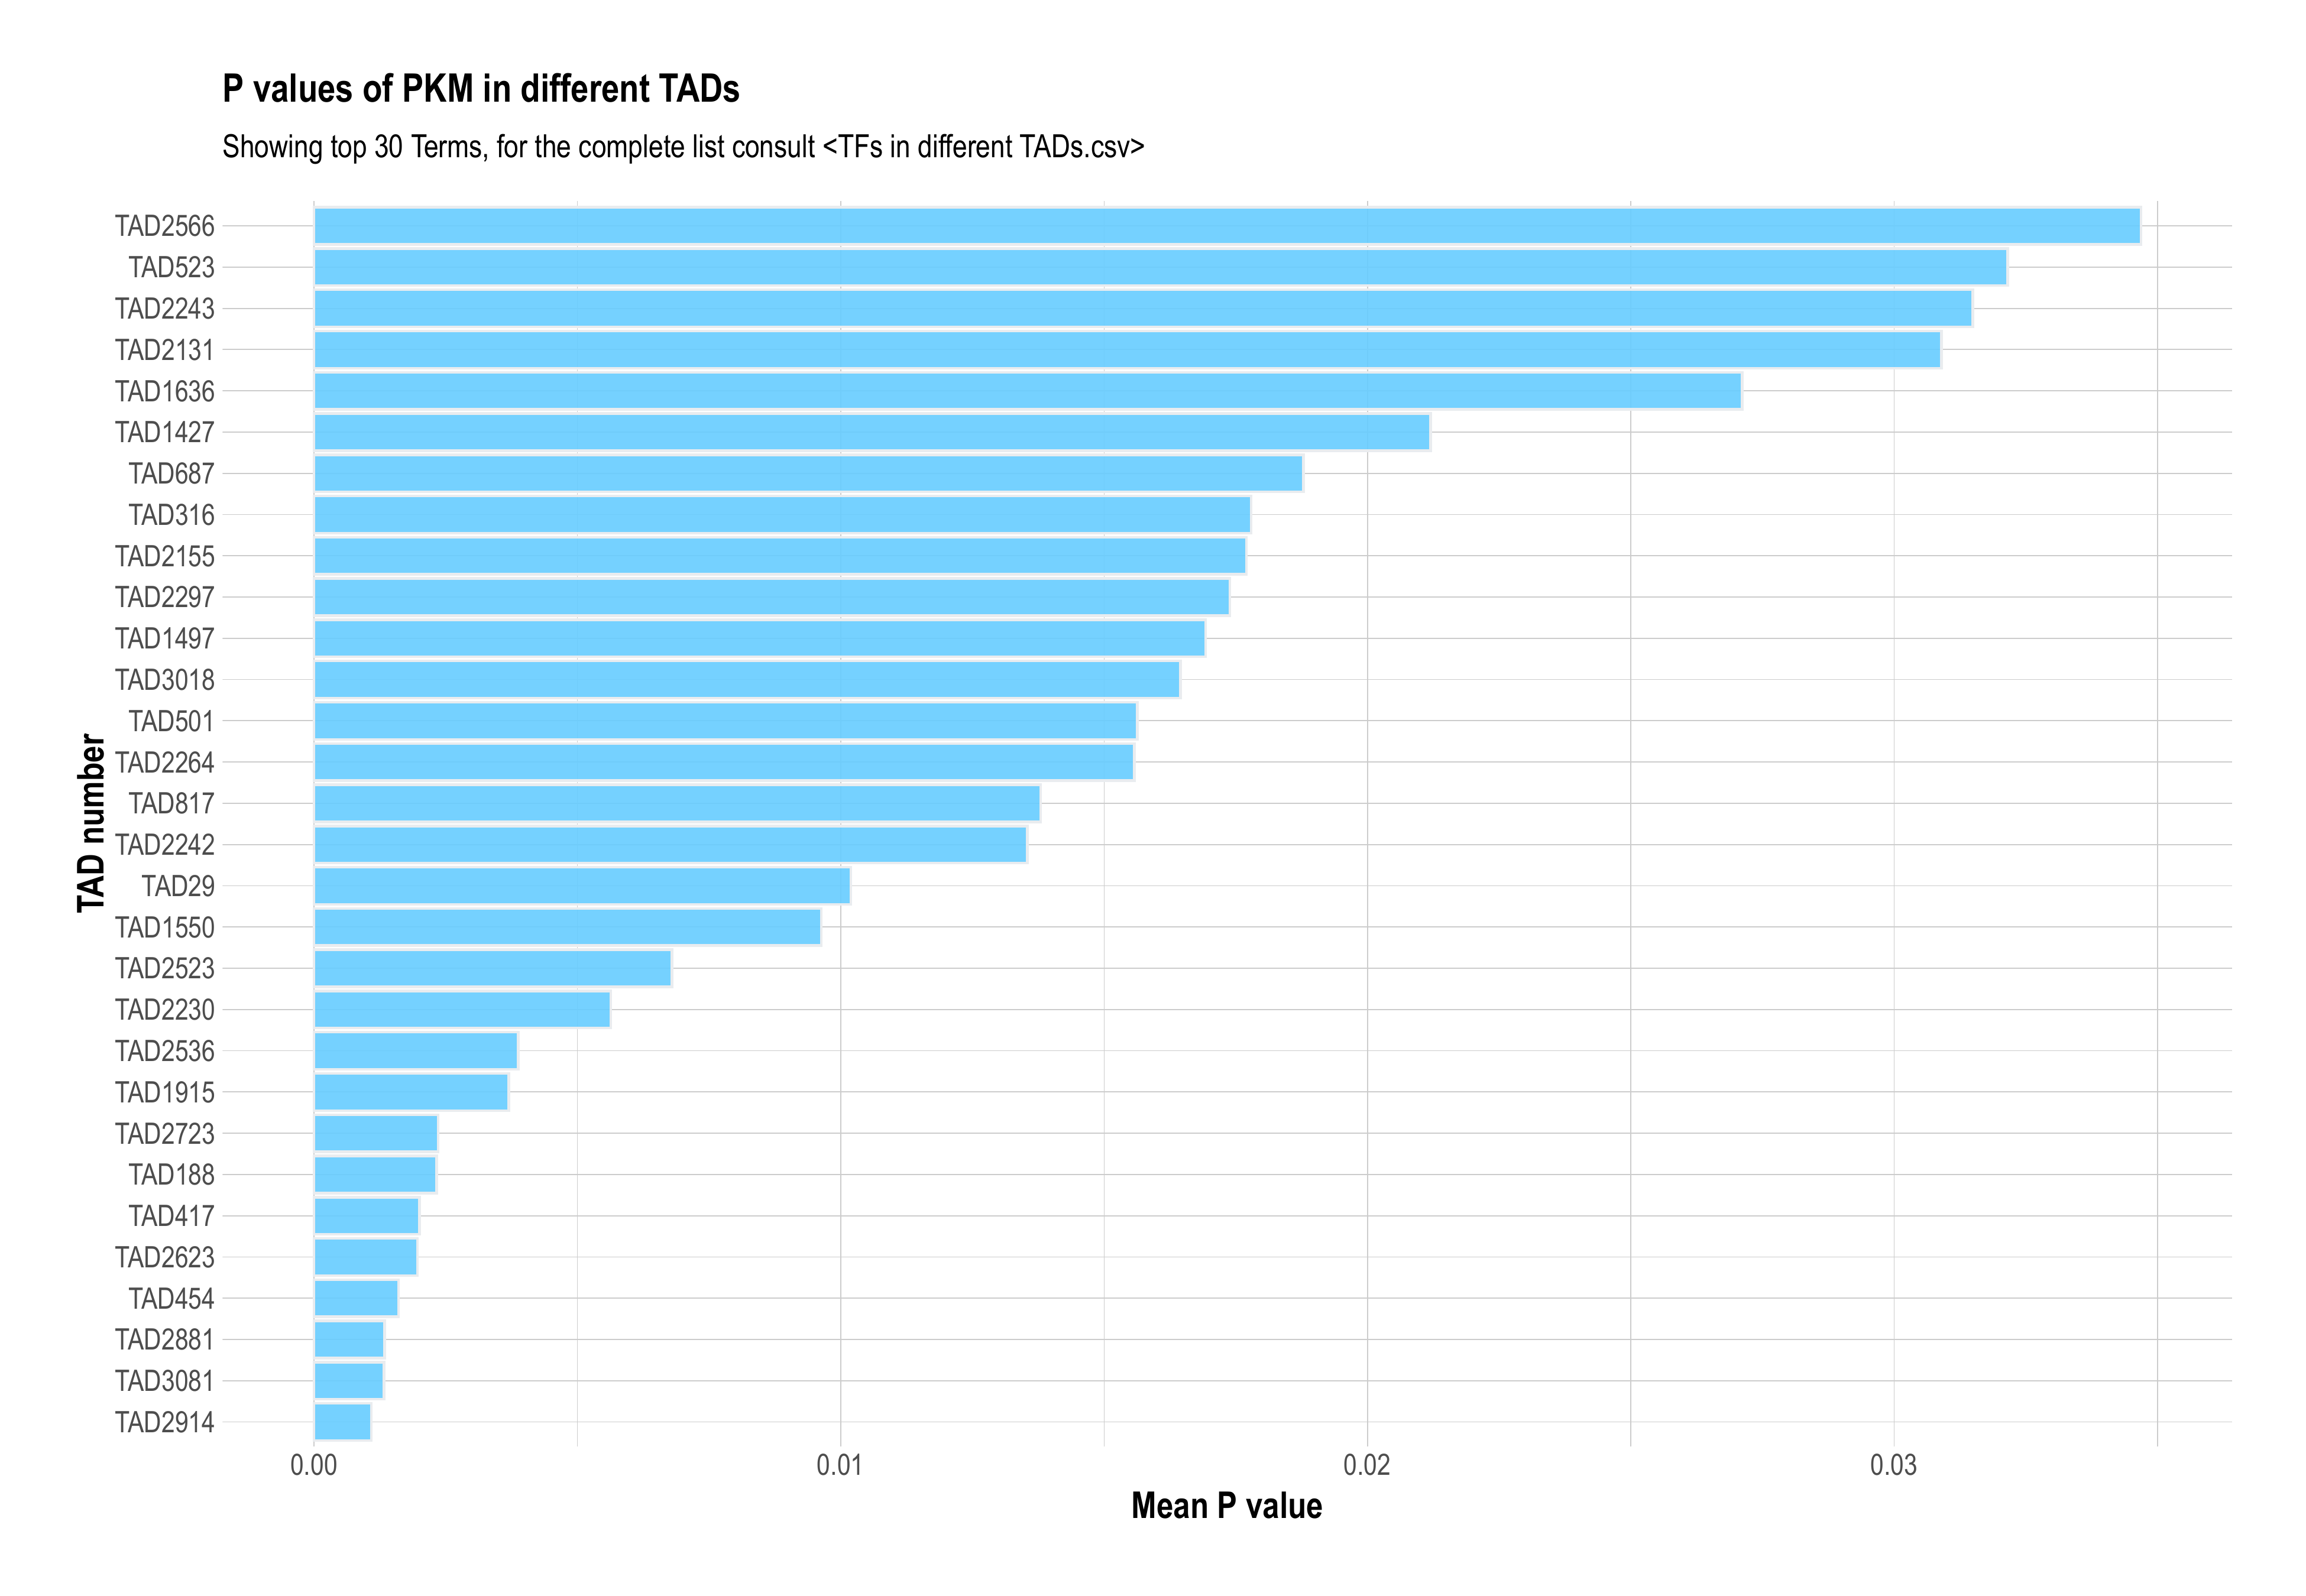 P values of PKM in different TADs
Showing top 30 Terms, for the complete list consult <TFs in different TADs.csv>
TAD number
TAD2566
TAD523
TAD2243
TAD2131
TAD1636
TAD1427
TAD687
TAD316
TAD2155
TAD2297
TAD1497
TAD3018
TAD501
TAD2264
TAD817
TAD2242
TAD29
TAD1550
TAD2523
TAD2230
TAD2536
TAD1915
TAD2723
TAD188
TAD417
TAD2623
TAD454
TAD2881
TAD3081
TAD2914
0.00 0.01 0.02 0.03
Mean P value